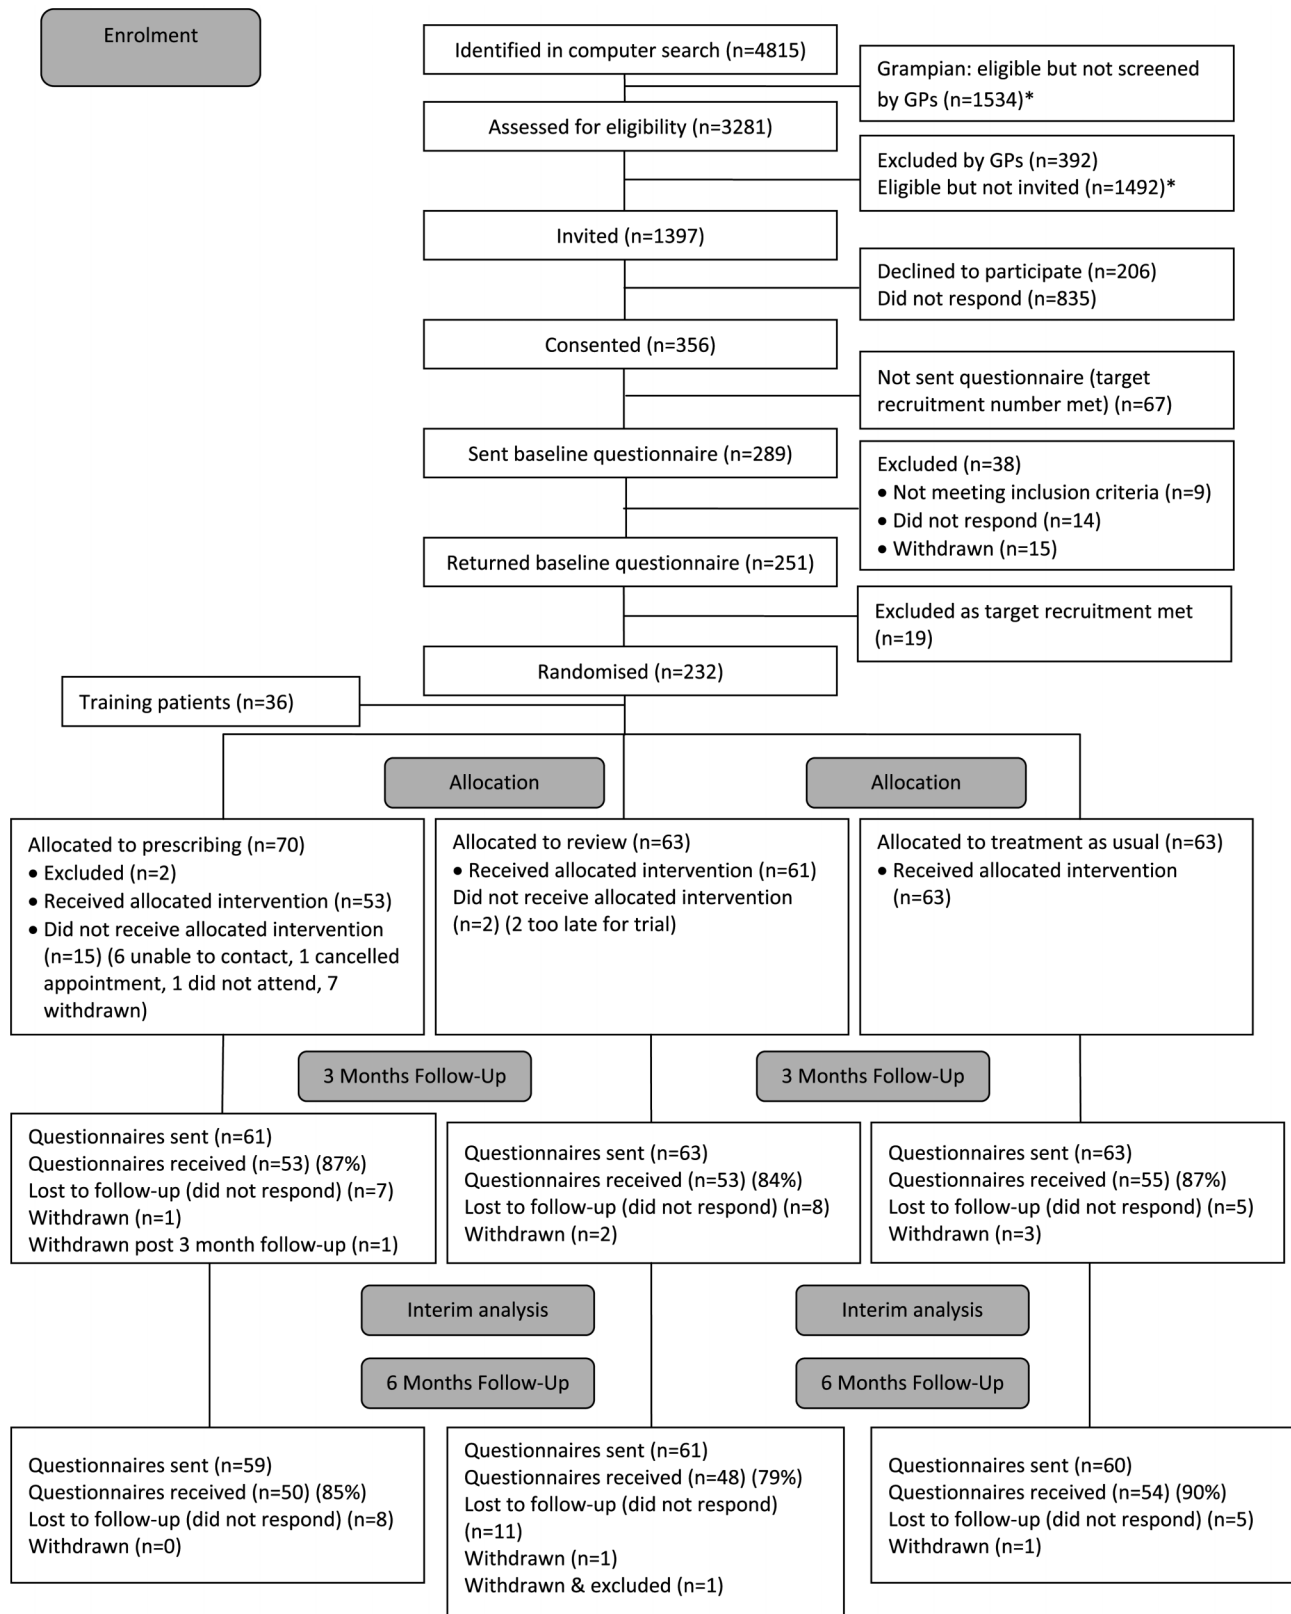 Enrolment
Identified in computer search (n=4815)
Grampian: eligible but not screened
by GPs (n=1534)*
Assessed for eligibility (n=3281)
Excluded by GPs (n=392)
Eligible but not invited (n=1492)*
Invited (n=1397)
Declined to participate (n=206)
Did not respond (n=835)
Consented (n=356)
Not sent questionnaire (target
recruitment number met) (n=67)
Sent baseline questionnaire (n=289)
Excluded (n=38)
• Not meeting inclusion criteria (n=9)
• Did not respond (n=14)
• Withdrawn (n=15)
Returned baseline questionnaire (n=251)
Excluded as target recruitment met
(n=19)
Randomised (n=232)
Training patients (n=36)
Allocation
Allocation
Allocated to prescribing (n=70)
• Excluded (n=2)
• Received allocated intervention (n=53)
• Did not receive allocated intervention
(n=15) (6 unable to contact, 1 cancelled
appointment, 1 did not attend, 7
withdrawn)
Allocated to review (n=63)
• Received allocated intervention (n=61)
Did not receive allocated intervention
(n=2) (2 too late for trial)
Allocated to treatment as usual (n=63)
• Received allocated intervention
(n=63)
3 Months Follow-Up
3 Months Follow-Up
Questionnaires sent (n=61)
Questionnaires received (n=53) (87%)
Lost to follow-up (did not respond) (n=7)
Withdrawn (n=1)
Withdrawn post 3 month follow-up (n=1)
Questionnaires sent (n=63)
Questionnaires received (n=53) (84%)
Lost to follow-up (did not respond) (n=8)
Withdrawn (n=2)
Questionnaires sent (n=63)
Questionnaires received (n=55) (87%)
Lost to follow-up (did not respond) (n=5)
Withdrawn (n=3)
Interim analysis
Interim analysis
6 Months Follow-Up
6 Months Follow-Up
Questionnaires sent (n=59)
Questionnaires received (n=50) (85%)
Lost to follow-up (did not respond) (n=8)
Withdrawn (n=0)
Questionnaires sent (n=61)
Questionnaires received (n=48) (79%)
Lost to follow-up (did not respond)
(n=11)
Withdrawn (n=1)
Withdrawn & excluded (n=1)
Questionnaires sent (n=60)
Questionnaires received (n=54) (90%)
Lost to follow-up (did not respond) (n=5)
Withdrawn (n=1)